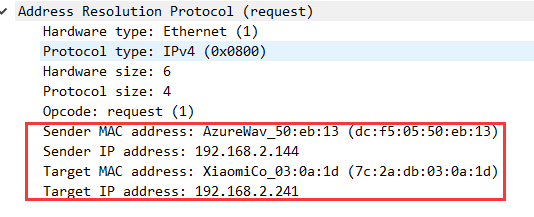 Address Resolution Protocol (request)
Hardware type: Ethernet (1)
Protocol type: IPv4 (0x0800)
Hardware size: 6
Protocol size: 4
Opcode: request (1)
Sender MAC address: AzureWav_50:eb:13 (dc:f5:05:50:eb:13)
Sender IP address: 192.168.2.144
Target MAC address: XiaomiCo_03:0a:1d (7c:2a:db:03:0a:1d)
Target IP address: 192.168.2.241